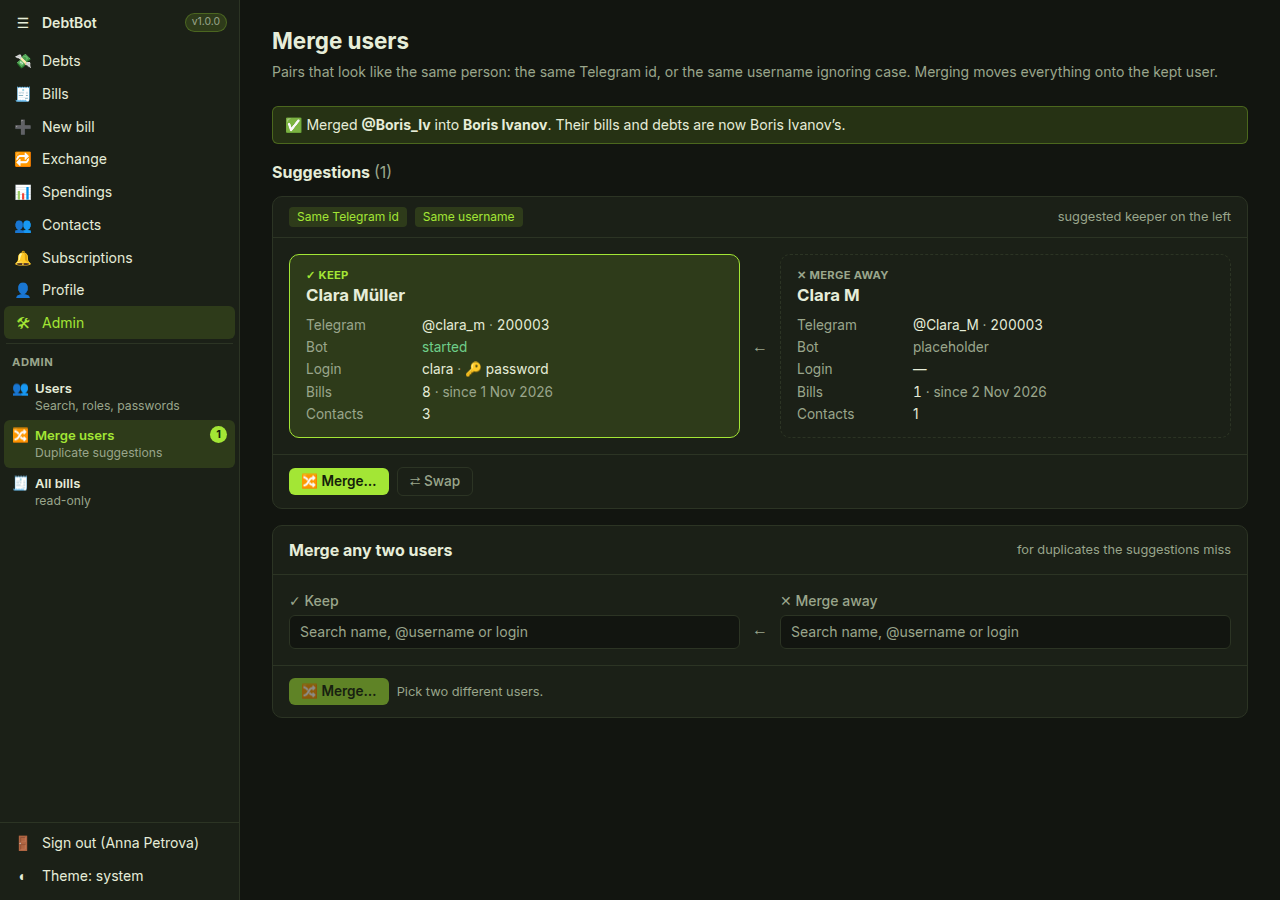 ☰ DebtBot v1.0.0
💸 Debts
🧾 Bills
➕ New bill
🔁 Exchange
📊 Spendings
👥 Contacts
🔔 Subscriptions
👤 Profile
🛠 Admin
ADMIN
👥 Users
Search, roles, passwords
🔀 Merge users 1
Duplicate suggestions
🧾 All bills
read-only
🚪 Sign out (Anna Petrova)
Theme: system
Merge users
Pairs that look like the same person: the same Telegram id, or the same username ignoring case. Merging moves everything onto the kept user.
✅ Merged @Boris_Iv into Boris Ivanov. Their bills and debts are now Boris Ivanov’s.
Suggestions (1)
Same Telegram id Same username suggested keeper on the left
✓ KEEP
Clara Müller
Telegram @clara_m · 200003
Bot started
Login clara · 🔑 password
Bills 8 · since 1 Nov 2026
Contacts 3
←
✕ MERGE AWAY
Clara M
Telegram @Clara_M · 200003
Bot placeholder
Login —
Bills 1 · since 2 Nov 2026
Contacts 1
🔀 Merge… ⇄ Swap
Merge any two users for duplicates the suggestions miss
✓ Keep
Search name, @username or login
←
✕ Merge away
Search name, @username or login
🔀 Merge… Pick two different users.